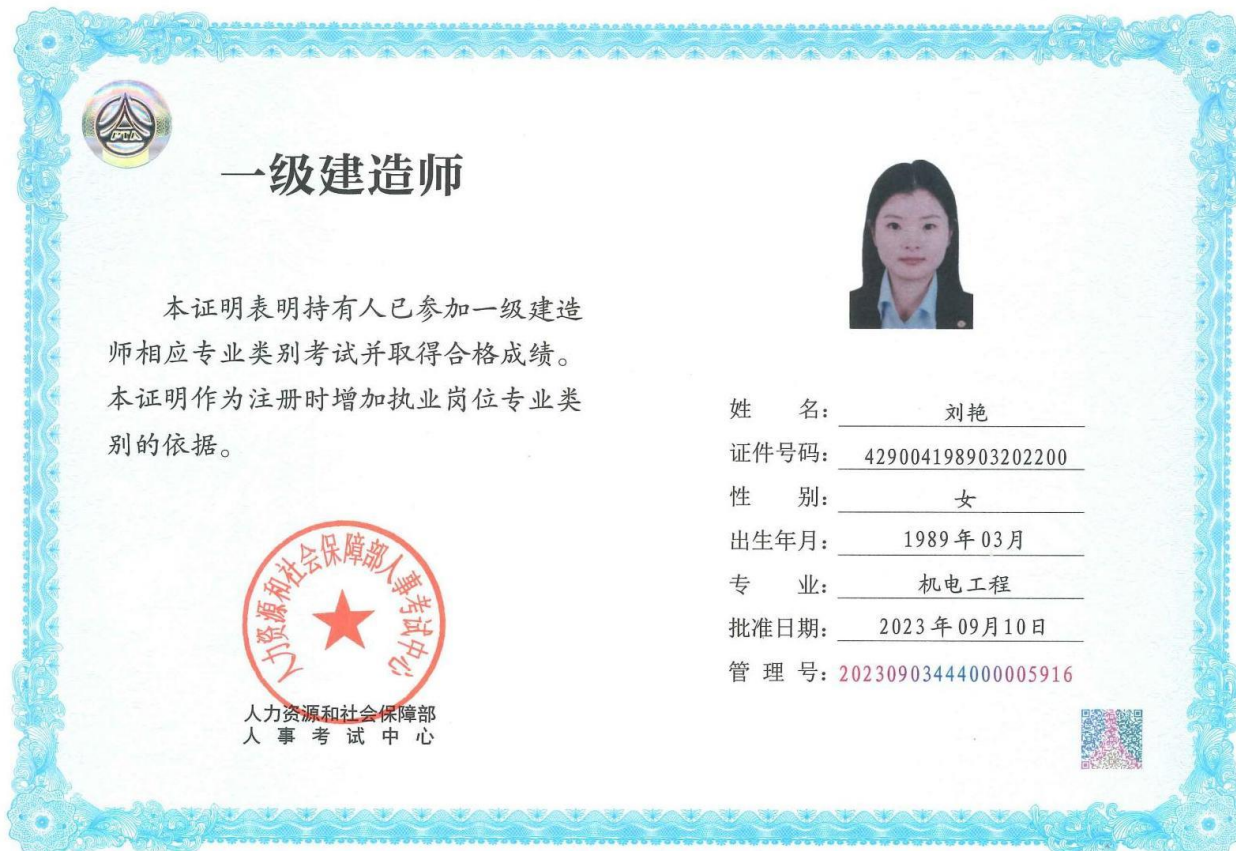 一级建造师
本证明表明持有人已参加一级建造
师相应专业类别考试并取得合格成绩。
本证明作为注册时增加执业岗位专业类
别的依据。
人力资源和社会保障部人事考试中心
人力资源和社会保障部
人事考试中心
姓名：刘艳
证件号码：429004198903202200
性别：女
出生年月：1989年03月
专业：机电工程
批准日期：2023年09月10日
管理号：20230903444000005916